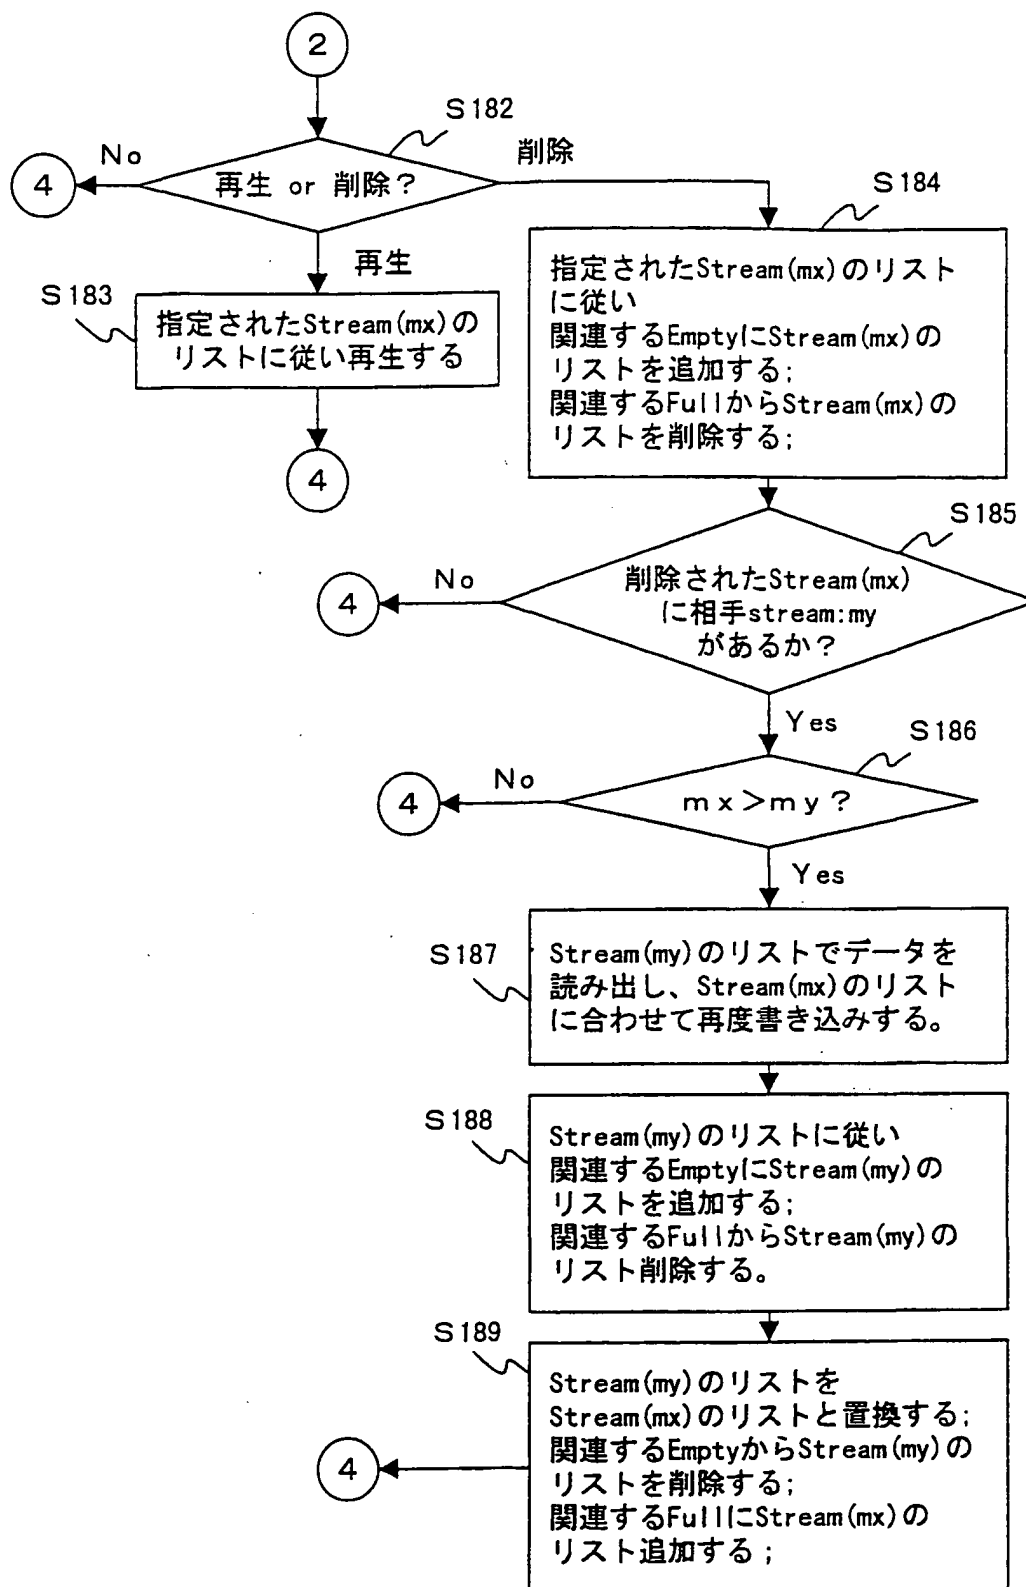 2
S182
No
削除
4
再生 or 削除？
S184
再生
S183
指定されたStream(mx)の
リストに従い再生する
指定されたStream(mx)のリスト
に従い
関連するEmptyにStream(mx)の
リストを追加する;
関連するFullからStream(mx)の
リストを削除する;
4
S185
No
4
削除されたStream(mx)
に相手stream:my
があるか？
Yes
S186
No
4
ｍｘ＞ｍｙ？
Yes
S187
Stream(my)のリストでデータを
読み出し、Stream(mx)のリスト
に合わせて再度書き込みする。
S188
Stream(my)のリストに従い
関連するEmptyにStream(my)の
リストを追加する;
関連するFullからStream(my)の
リスト削除する。
S189
Stream(my)のリストを
Stream(mx)のリストと置換する;
関連するEmptyからStream(my)の
リストを削除する;
関連するFullにStream(mx)の
リスト追加する;
4